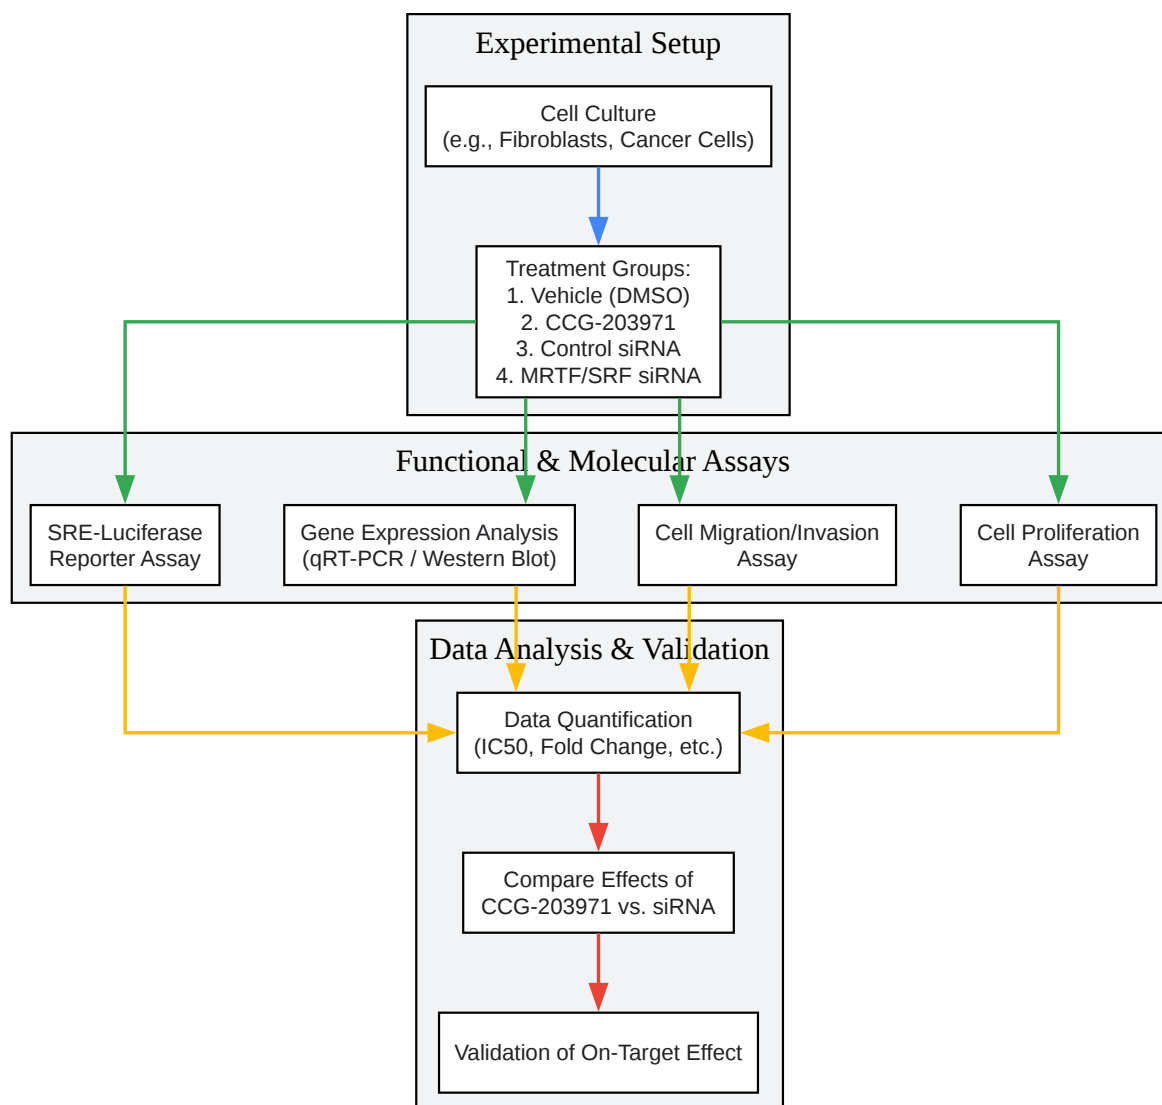 Experimental Setup
Cell Culture
(e.g., Fibroblasts, Cancer Cells)
Treatment Groups:
1. Vehicle (DMSO)
2. CCG-203971
3. Control siRNA
4. MRTF/SRF siRNA
Functional & Molecular Assays
SRE-Luciferase
Reporter Assay
Gene Expression Analysis
(qRT-PCR / Western Blot)
Cell Migration/Invasion
Assay
Cell Proliferation
Assay
Data Analysis & Validation
Data Quantification
(IC50, Fold Change, etc.)
Compare Effects of
CCG-203971 vs. siRNA
Validation of On-Target Effect